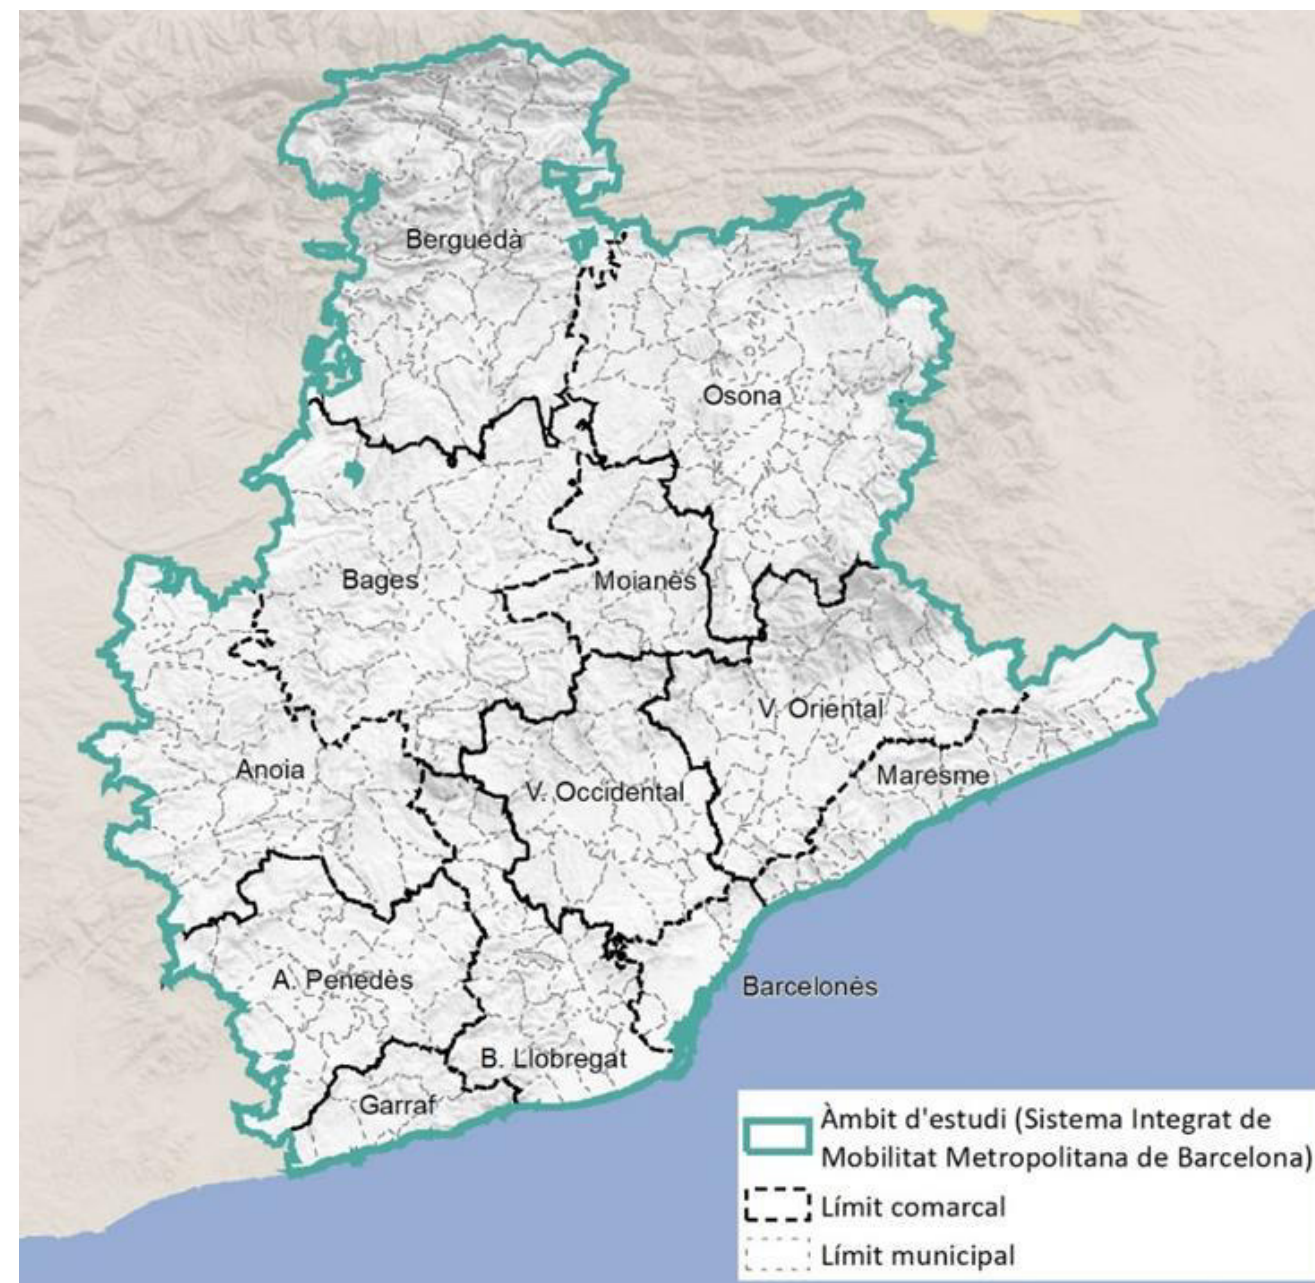 Berguedà
Osona
Bages
Moianès
V. Oriental
Anoia
Maresme
V. Occidental
A. Penedès
Barcelonès
B. Llobregat
Garraf
Àmbit d'estudi (Sistema Integrat de
Mobilitat Metropolitana de Barcelona)
Límit comarcal
Límit municipal